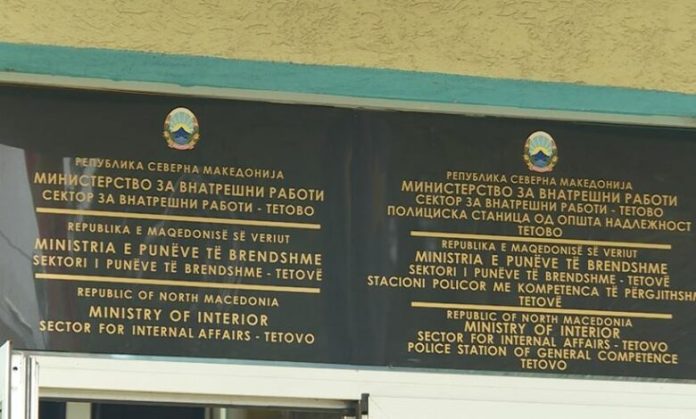 РЕПУБЛИКА СЕВЕРНА МАКЕДОНИЈА
МИНИСТЕРСТВО ЗА ВНАТРЕШНИ РАБОТИ
СЕКТОР ЗА ВНАТРЕШНИ РАБОТИ - ТЕТОВО
REPUBLIKA E MAQEDONISË SË VERIUT
MINISTRIA E PUNËVE TË BRENDSHME
SEKTORI I PUNËVE TË BRENDSHME - TETOVË
REPUBLIC OF NORTH MACEDONIA
MINISTRY OF INTERIOR
SECTOR FOR INTERNAL AFFAIRS - TETOVO
РЕПУБЛИКА СЕВЕРНА МАКЕДОНИЈА
МИНИСТЕРСТВО ЗА ВНАТРЕШНИ РАБОТИ
СЕКТОР ЗА ВНАТРЕШНИ РАБОТИ - ТЕТОВО
ПОЛИЦИСКА СТАНИЦА ОД ОПШТА НАДЛЕЖНОСТ
ТЕТОВО
REPUBLIKA E MAQEDONISË SË VERIUT
MINISTRIA E PUNËVE TË BRENDSHME
SEKTORI I PUNËVE TË BRENDSHME - TETOVË
STACIONI POLICOR ME KOMPETENCA TË PËRGJITHSHM
TETOVË
REPUBLIC OF NORTH MACEDONIA
MINISTRY OF INTERIOR
SECTOR FOR INTERNAL AFFAIRS - TETOVO
POLICE STATION OF GENERAL COMPETENCE
TETOVO